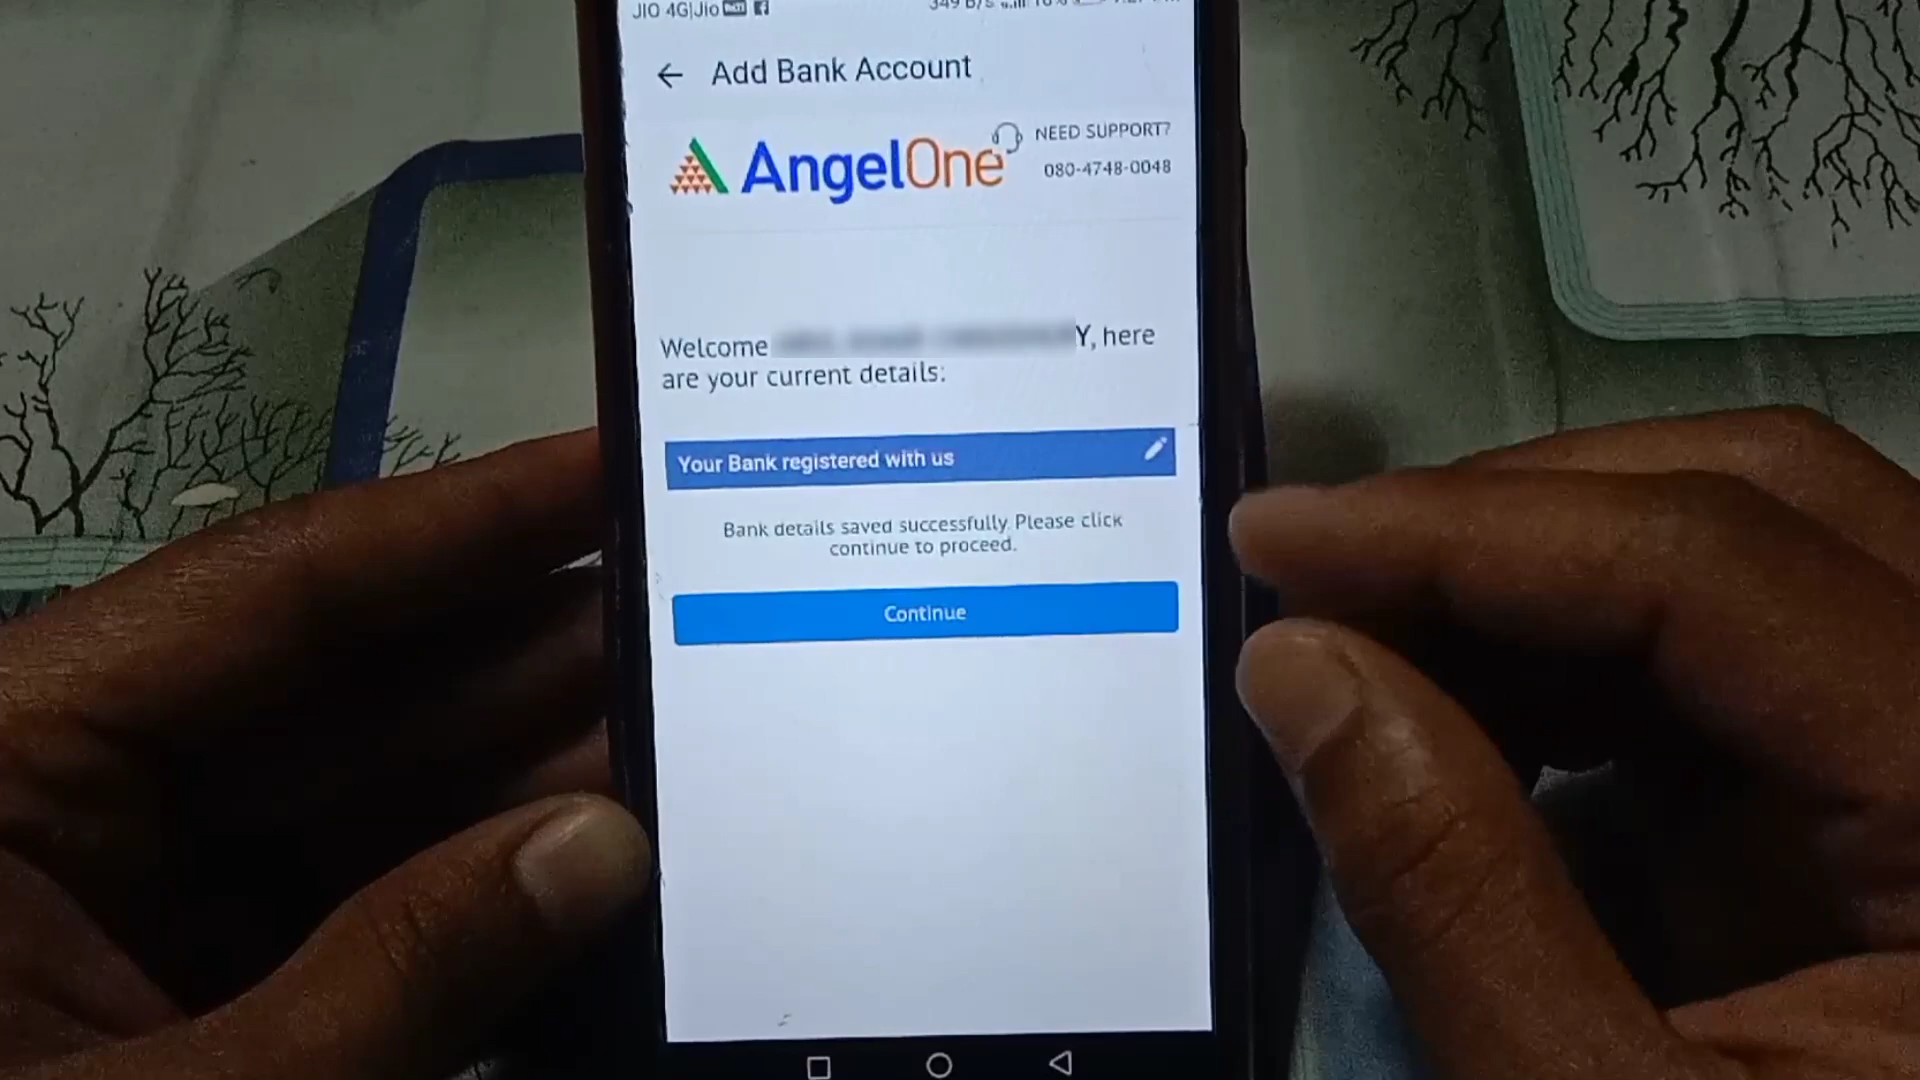 JIO 4G|Jio
Add Bank Account
AngelOne
NEED SUPPORT?
080-4748-0048
Welcome Y, here
are your current details:
Your Bank registered with us
Bank details saved successfully. Please click
continue to proceed.
Continue